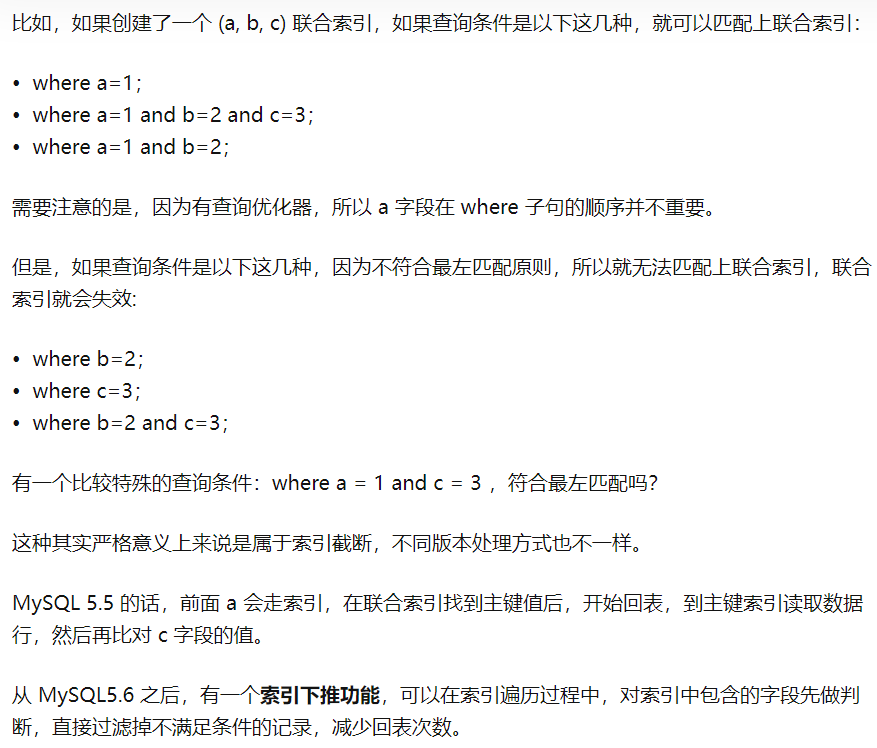 比如，如果创建了一个 (a, b, c) 联合索引，如果查询条件是以下这几种，就可以匹配上联合索引：
• where a=1；
• where a=1 and b=2 and c=3；
• where a=1 and b=2；
需要注意的是，因为有查询优化器，所以 a 字段在 where 子句的顺序并不重要。
但是，如果查询条件是以下这几种，因为不符合最左匹配原则，所以就无法匹配上联合索引，联合
索引就会失效:
• where b=2；
• where c=3；
• where b=2 and c=3；
有一个比较特殊的查询条件：where a = 1 and c = 3 ，符合最左匹配吗？
这种其实严格意义上来说是属于索引截断，不同版本处理方式也不一样。
MySQL 5.5 的话，前面 a 会走索引，在联合索引找到主键值后，开始回表，到主键索引读取数据
行，然后再比对 c 字段的值。
从 MySQL5.6 之后，有一个索引下推功能，可以在索引遍历过程中，对索引中包含的字段先做判
断，直接过滤掉不满足条件的记录，减少回表次数。